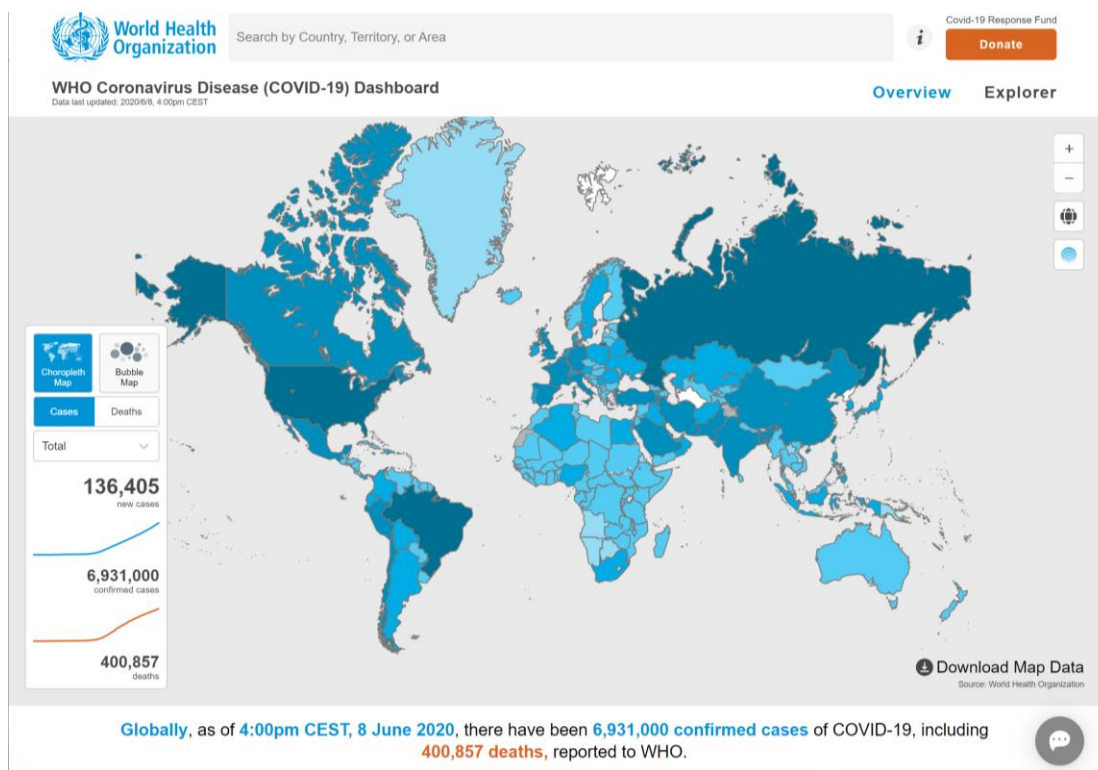 World Health
Organization
Search by Country, Territory, or Area
i
Covid-19 Response Fund
Donate
WHO Coronavirus Disease (COVID-19) Dashboard
Data last updated: 2020/6/8, 4:00pm CEST
Overview
Explorer
+
−
Choropleth
Map
Bubble
Map
Cases
Deaths
Total
136,405
new cases
6,931,000
confirmed cases
400,857
deaths
Download Map Data
Source: World Health Organization
Globally, as of 4:00pm CEST, 8 June 2020, there have been 6,931,000 confirmed cases of COVID-19, including
400,857 deaths, reported to WHO.